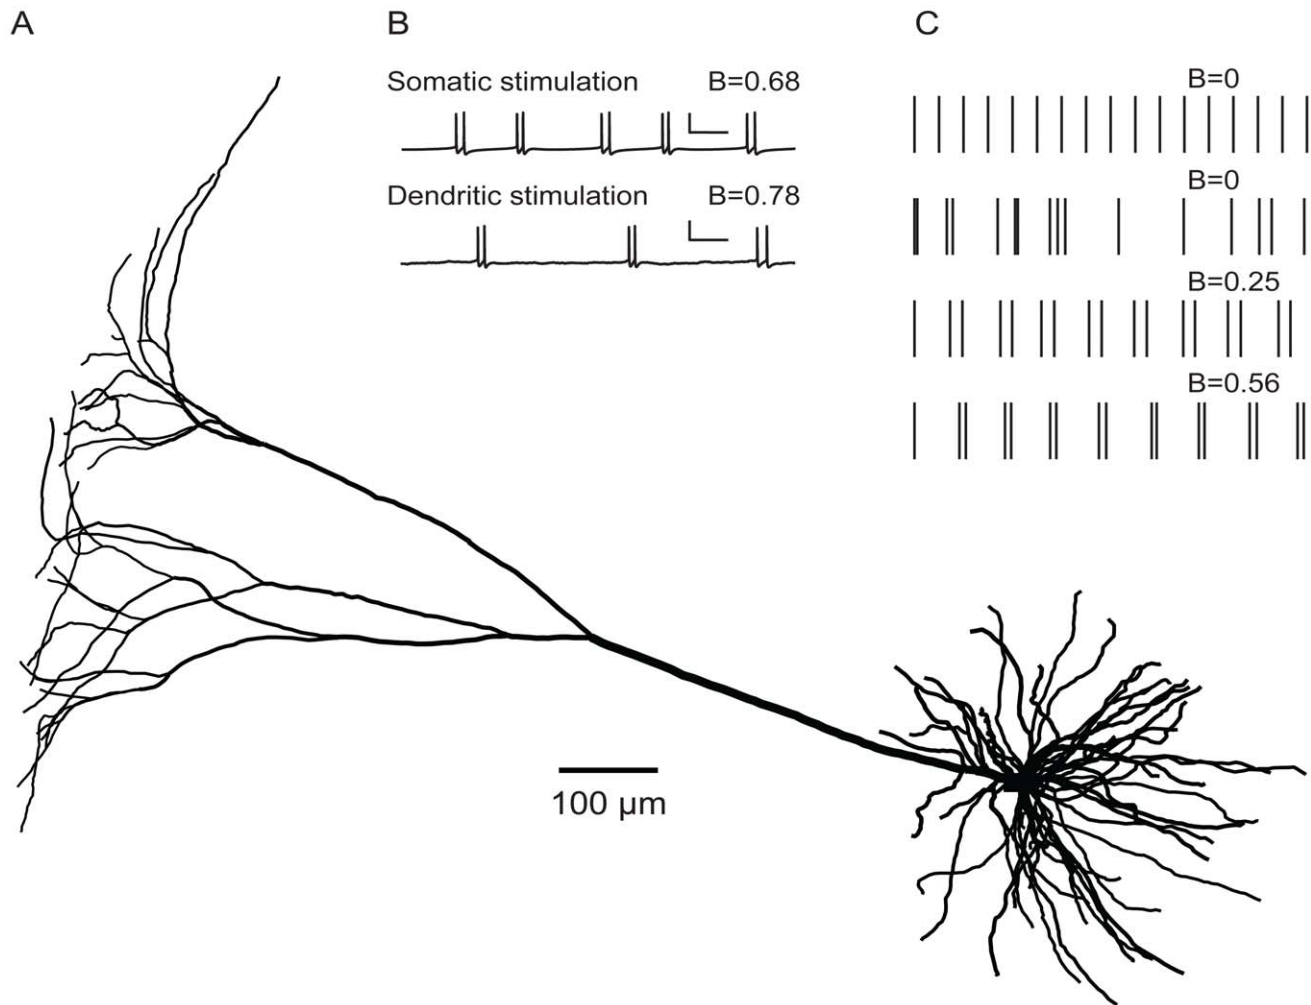 A
B
C
Somatic stimulation B=0.68
Dendritic stimulation B=0.78
B=0
B=0
B=0.25
B=0.56
100 µm